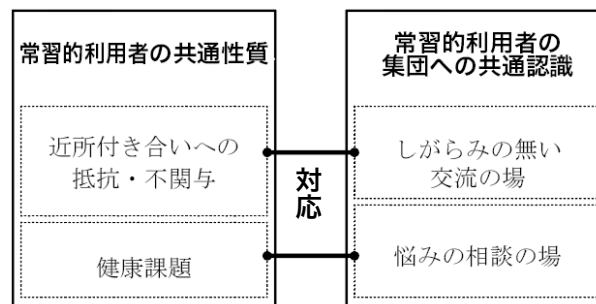 常習的利用者の共通性質
近所付き合いへの
抵抗・不関与
健康課題
対
応
常習的利用者の
集団への共通認識
しがらみの無い
交流の場
悩みの相談の場